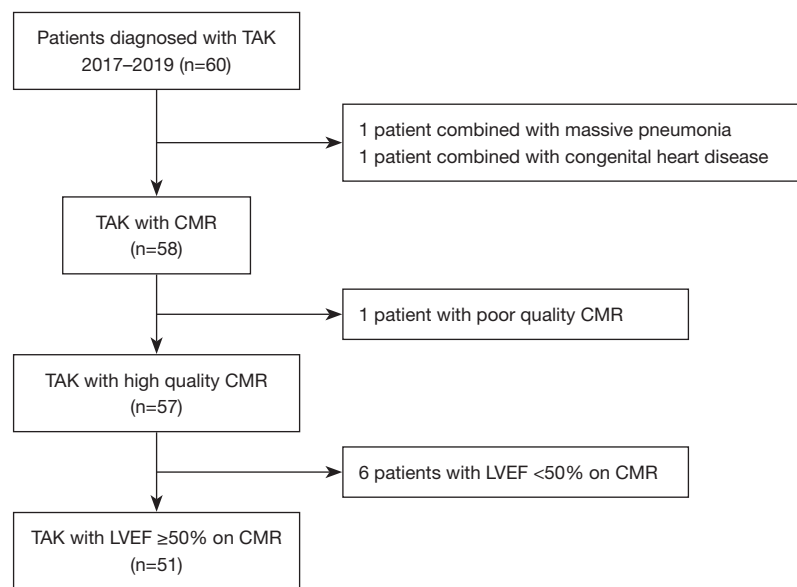 Patients diagnosed with TAK
2017–2019 (n=60)
1 patient combined with massive pneumonia
1 patient combined with congenital heart disease
TAK with CMR
(n=58)
1 patient with poor quality CMR
TAK with high quality CMR
(n=57)
6 patients with LVEF <50% on CMR
TAK with LVEF ≥50% on CMR
(n=51)